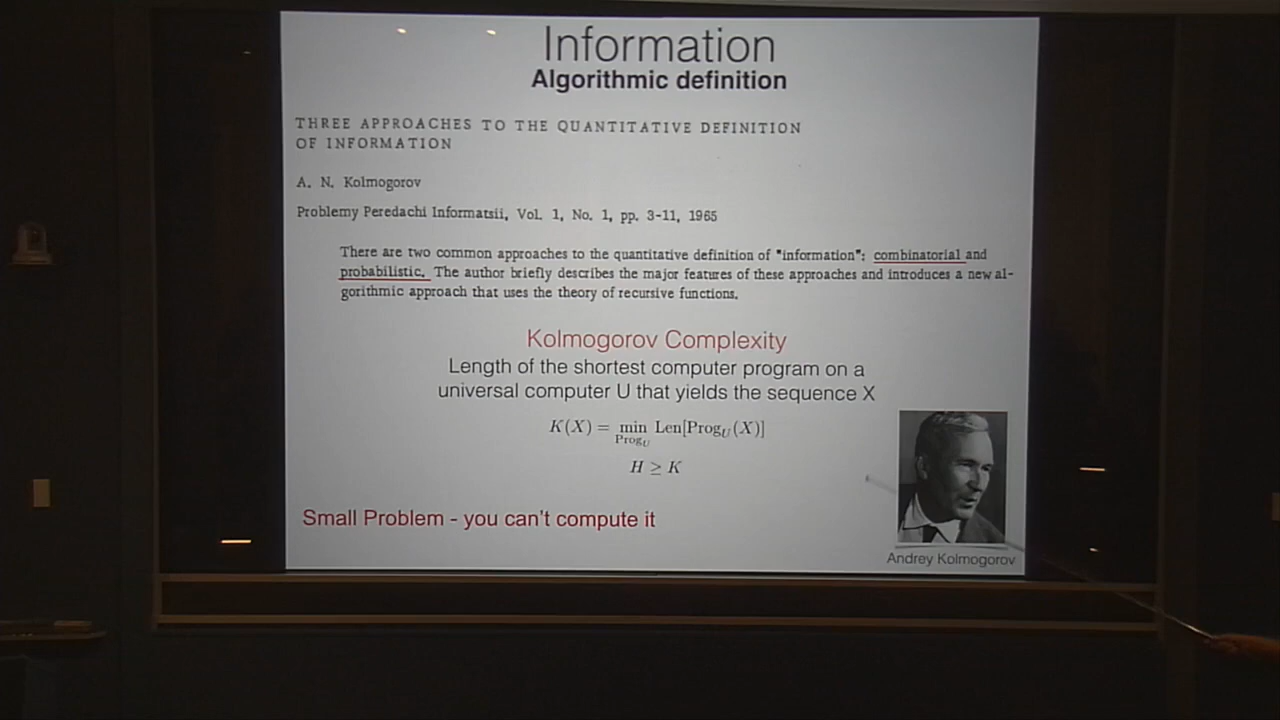 Information
Algorithmic definition
THREE APPROACHES TO THE QUANTITATIVE DEFINITION
OF INFORMATION
A. N. Kolmogorov
Problemy Peredachi Informatsii, Vol. 1, No. 1, pp. 3-11, 1965
There are two common approaches to the quantitative definition of "information": combinatorial and
probabilistic. The author briefly describes the major features of these approaches and introduces a new al-
gorithmic approach that uses the theory of recursive functions.
Kolmogorov Complexity
Length of the shortest computer program on a
universal computer U that yields the sequence X
K(X) = min Len[Prog_U(X)]
Prog_U
H ≥ K
Small Problem - you can't compute it
Andrey Kolmogorov